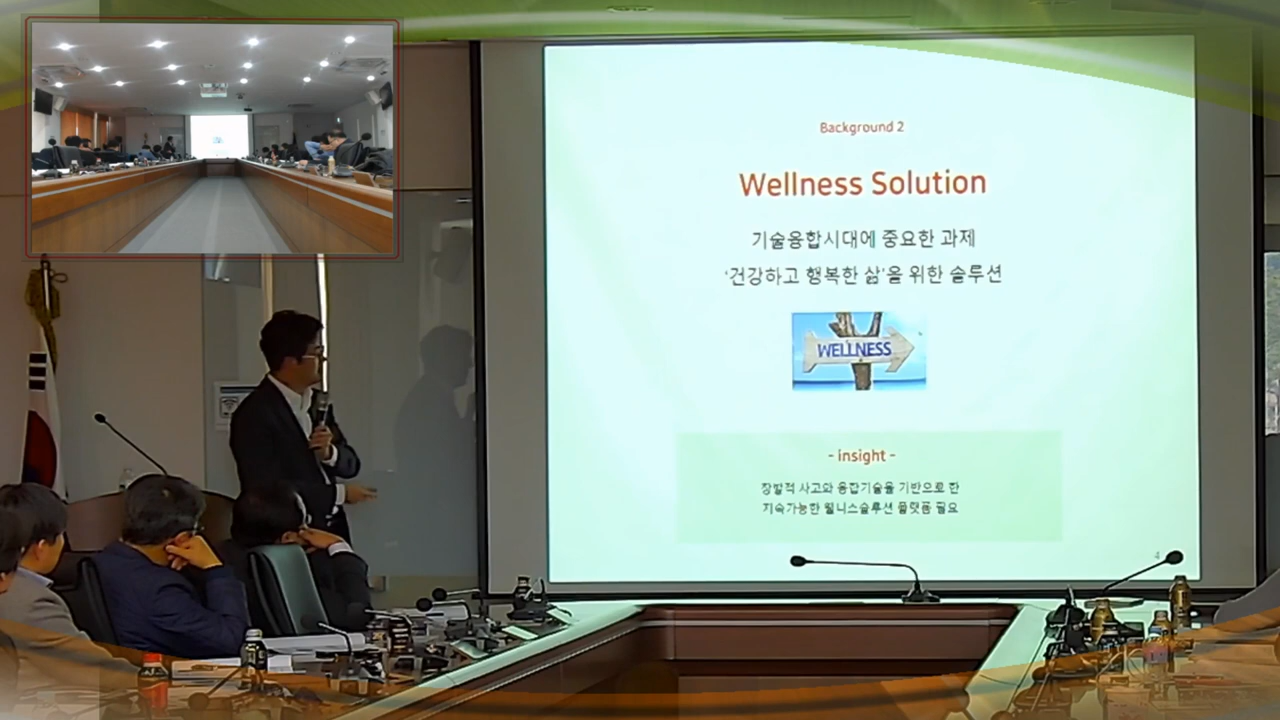 Background 2
Wellness Solution
기술융합시대에 중요한 과제
'건강하고 행복한 삶'을 위한 솔루션
WELLNESS
- insight -
창발적 사고와 융합기술을 기반으로 한
지속가능한 웰니스솔루션 플랫폼 필요
4